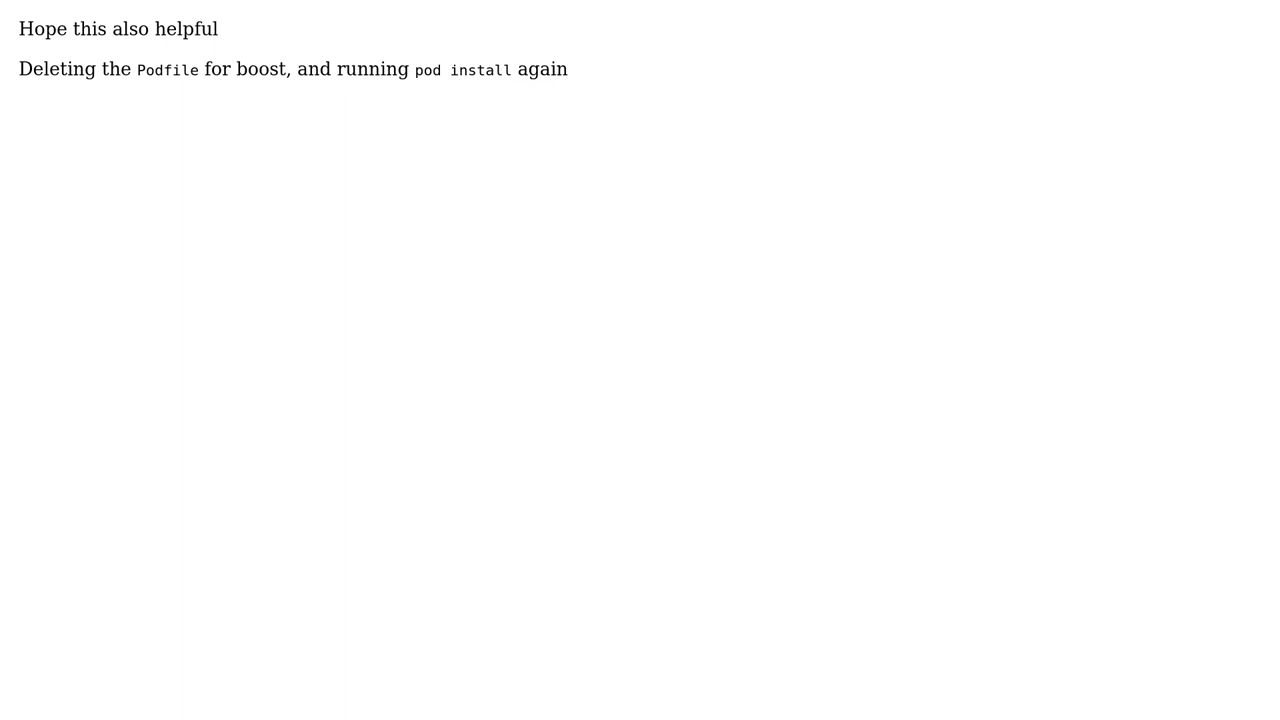 Hope this also helpful
Deleting the Podfile for boost, and running pod install again